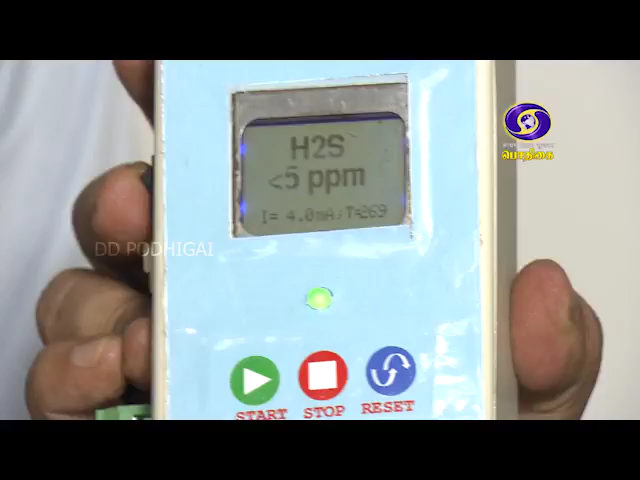 H2S
<5 ppm
I= 4.0mA/T=269
பொதிகை
DD PODHIGAI
START STOP RESET